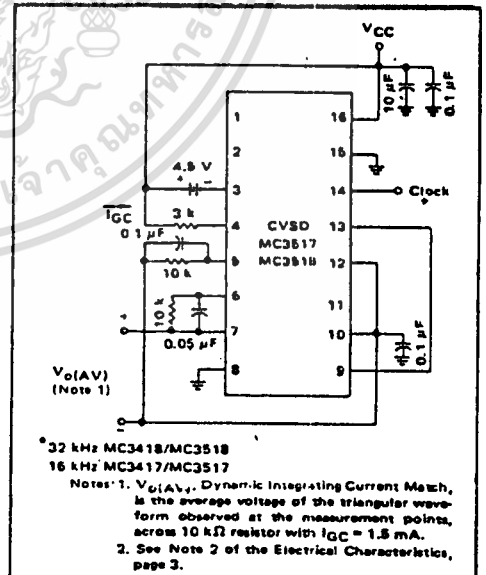 VCC
10 µF
0.1 µF
1
16
2
15
4.5 V
+ -
3
14
Clock
*
IGC
3 k
4
13
0.1 µF
CVSD
MC3517
MC3518
5
12
10 k
6
11
10 k
7
10
0.05 µF
0.1 µF
+
8
9
Vo(AV)
(Note 1)
-
*32 kHz MC3418/MC3518
16 kHz MC3417/MC3517
Notes: 1. Vo(AV), Dynamic Integrating Current Match,
is the average voltage of the triangular wave-
form observed at the measurement points,
across 10 kΩ resistor with IGC = 1.5 mA.
2. See Note 2 of the Electrical Characteristics,
page 3.